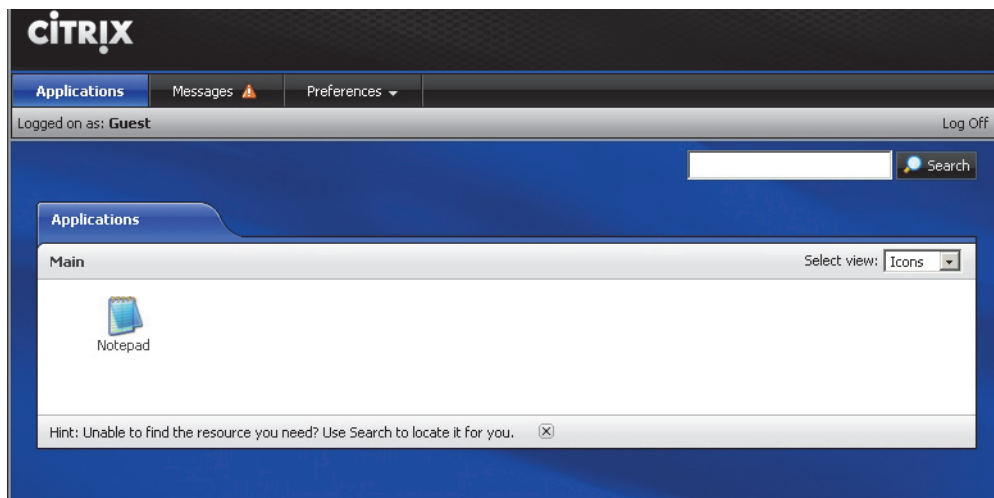 CITRIX
Applications Messages Preferences
Logged on as: Guest Log Off
Search
Applications
Main Select view: Icons
Notepad
Hint: Unable to find the resource you need? Use Search to locate it for you.